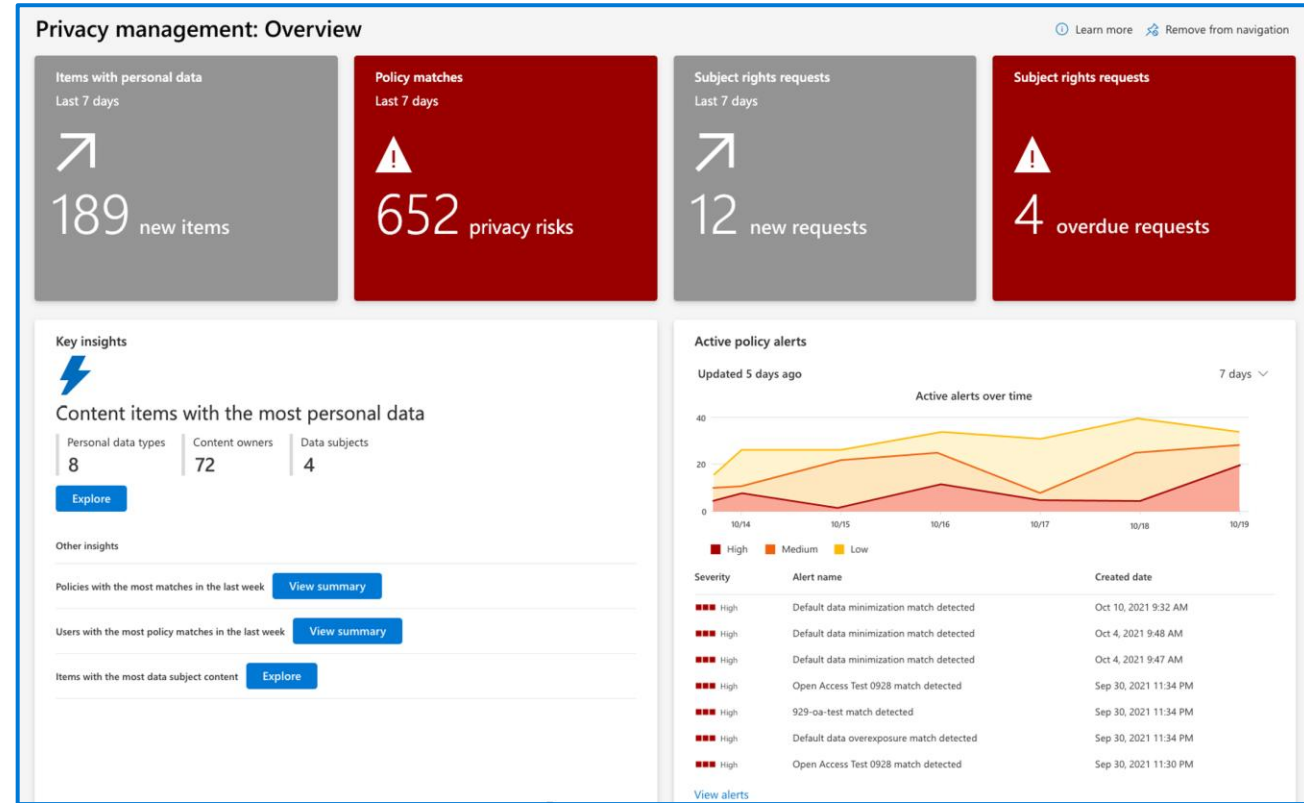 Privacy management: Overview
Learn more Remove from navigation
Items with personal data
Last 7 days
189 new items
Policy matches
Last 7 days
652 privacy risks
Subject rights requests
Last 7 days
12 new requests
Subject rights requests
4 overdue requests
Key insights
Content items with the most personal data
Personal data types Content owners Data subjects
8 72 4
Explore
Other insights
Policies with the most matches in the last week View summary
Users with the most policy matches in the last week View summary
Items with the most data subject content Explore
Active policy alerts
Updated 5 days ago 7 days
Active alerts over time
40
20
0
10/14 10/15 10/16 10/17 10/18 10/19
High Medium Low
Severity Alert name Created date
High Default data minimization match detected Oct 10, 2021 9:32 AM
High Default data minimization match detected Oct 4, 2021 9:48 AM
High Default data minimization match detected Oct 4, 2021 9:47 AM
High Open Access Test 0928 match detected Sep 30, 2021 11:34 PM
High 929-oa-test match detected Sep 30, 2021 11:34 PM
High Default data overexposure match detected Sep 30, 2021 11:34 PM
High Open Access Test 0928 match detected Sep 30, 2021 11:30 PM
View alerts